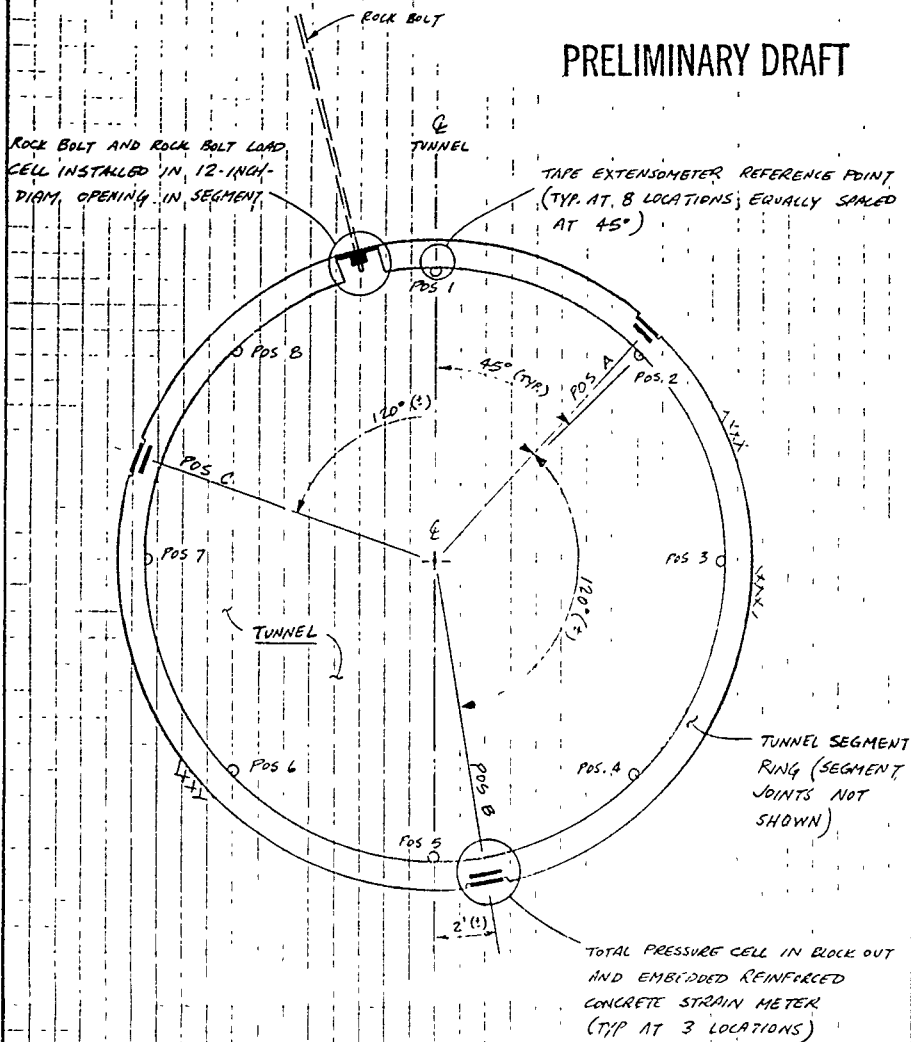 ROCK BOLT
PRELIMINARY DRAFT
℄
TUNNEL
ROCK BOLT AND ROCK BOLT LOAD
CELL INSTALLED IN 12-INCH-
DIAM. OPENING IN SEGMENT
TAPE EXTENSOMETER REFERENCE POINT
(TYP. AT 8 LOCATIONS; EQUALLY SPACED
AT 45°)
POS 1
POS 8
POS. 2
45° (TYP.)
POS A
120° (±)
POS C
℄
POS 7
POS 3
120° (±)
TUNNEL
TUNNEL SEGMENT
RING (SEGMENT
JOINTS NOT
SHOWN)
POS 6
POS. 4
POS B
POS 5
2' (±)
TOTAL PRESSURE CELL IN BLOCK OUT
AND EMBEDDED REINFORCED
CONCRETE STRAIN METER
(TYP AT 3 LOCATIONS)